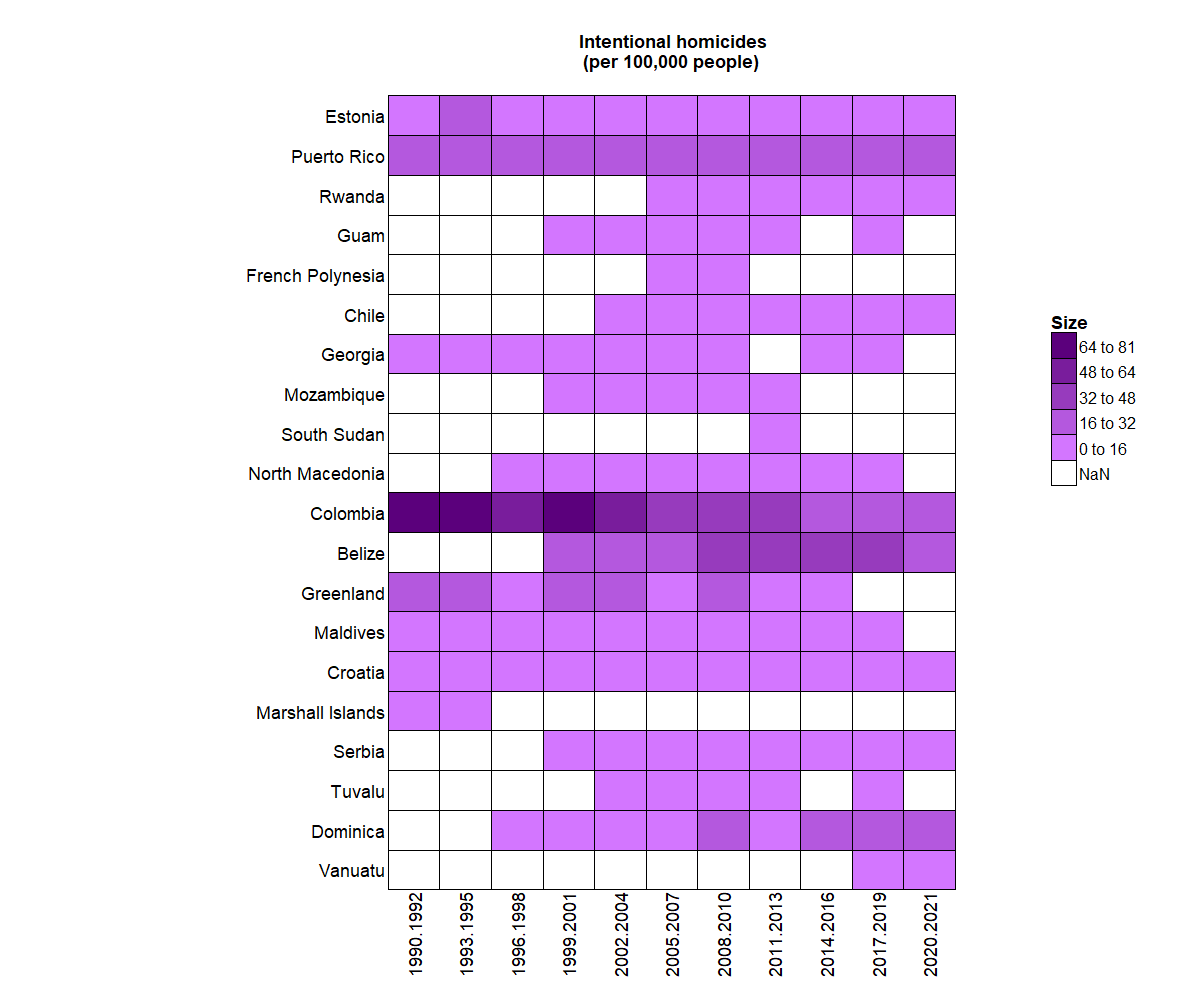 Intentional homicides
(per 100,000 people)
Estonia
Puerto Rico
Rwanda
Guam
French Polynesia
Chile
Georgia
Mozambique
South Sudan
North Macedonia
Colombia
Belize
Greenland
Maldives
Croatia
Marshall Islands
Serbia
Tuvalu
Dominica
Vanuatu
1990.1992
1993.1995
1996.1998
1999.2001
2002.2004
2005.2007
2008.2010
2011.2013
2014.2016
2017.2019
2020.2021
Size
64 to 81
48 to 64
32 to 48
16 to 32
0 to 16
NaN